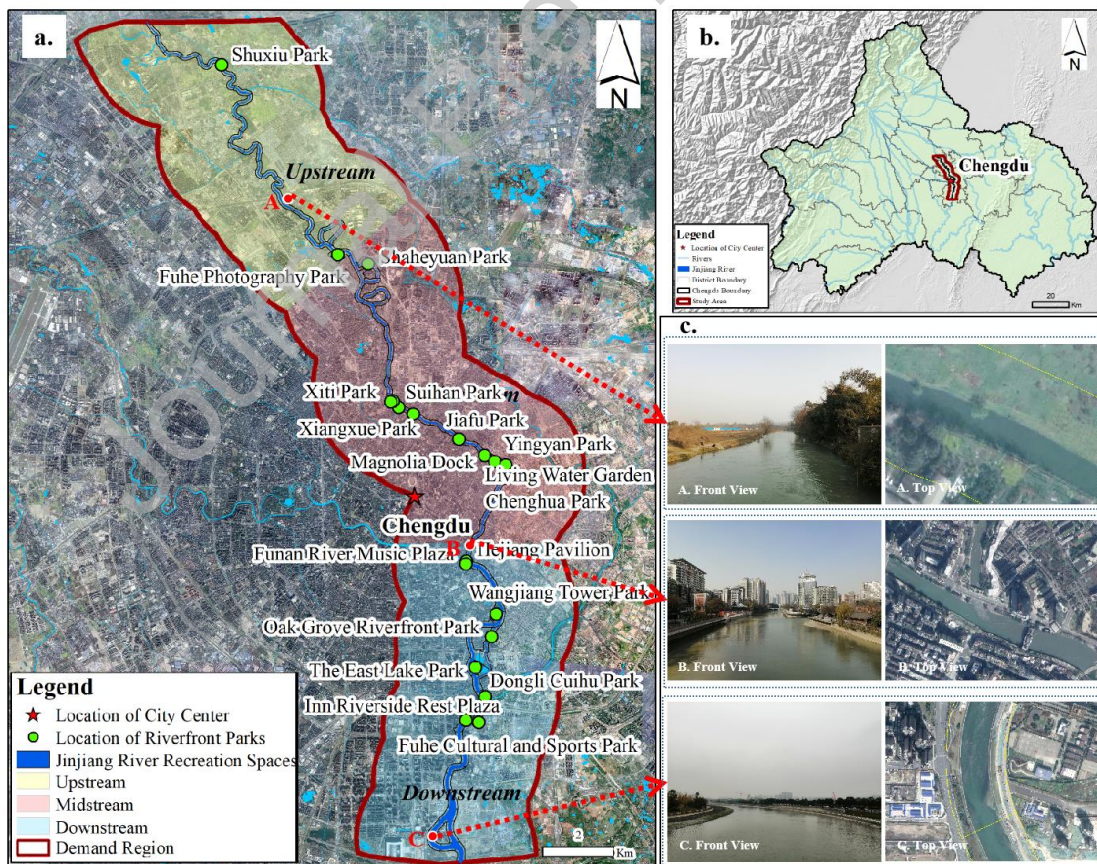 a.
N
Shuxiu Park
Upstream
A
Shaheyuan Park
Fuhe Photography Park
Xiti Park
Suihan Park
m
Xiangxue Park
Jiafu Park
Yingyan Park
Magnolia Dock
Living Water Garden
Chenghua Park
Chengdu
B
Hejiang Pavilion
Funan River Music Plaza
Wangjiang Tower Park
Oak Grove Riverfront Park
The East Lake Park
Dongli Cuihu Park
Inn Riverside Rest Plaza
Fuhe Cultural and Sports Park
Downstream
C
2
Km
Legend
Location of City Center
Location of Riverfront Parks
Jinjiang River Recreation Spaces
Upstream
Midstream
Downstream
Demand Region
Journal Pre
b.
N
Chengdu
Legend
Location of City Center
Rivers
Jinjiang River
District Boundary
Chengdu Boundary
Study Area
20
Km
c.
A. Front View
A. Top View
B. Front View
B. Top View
C. Front View
C. Top View